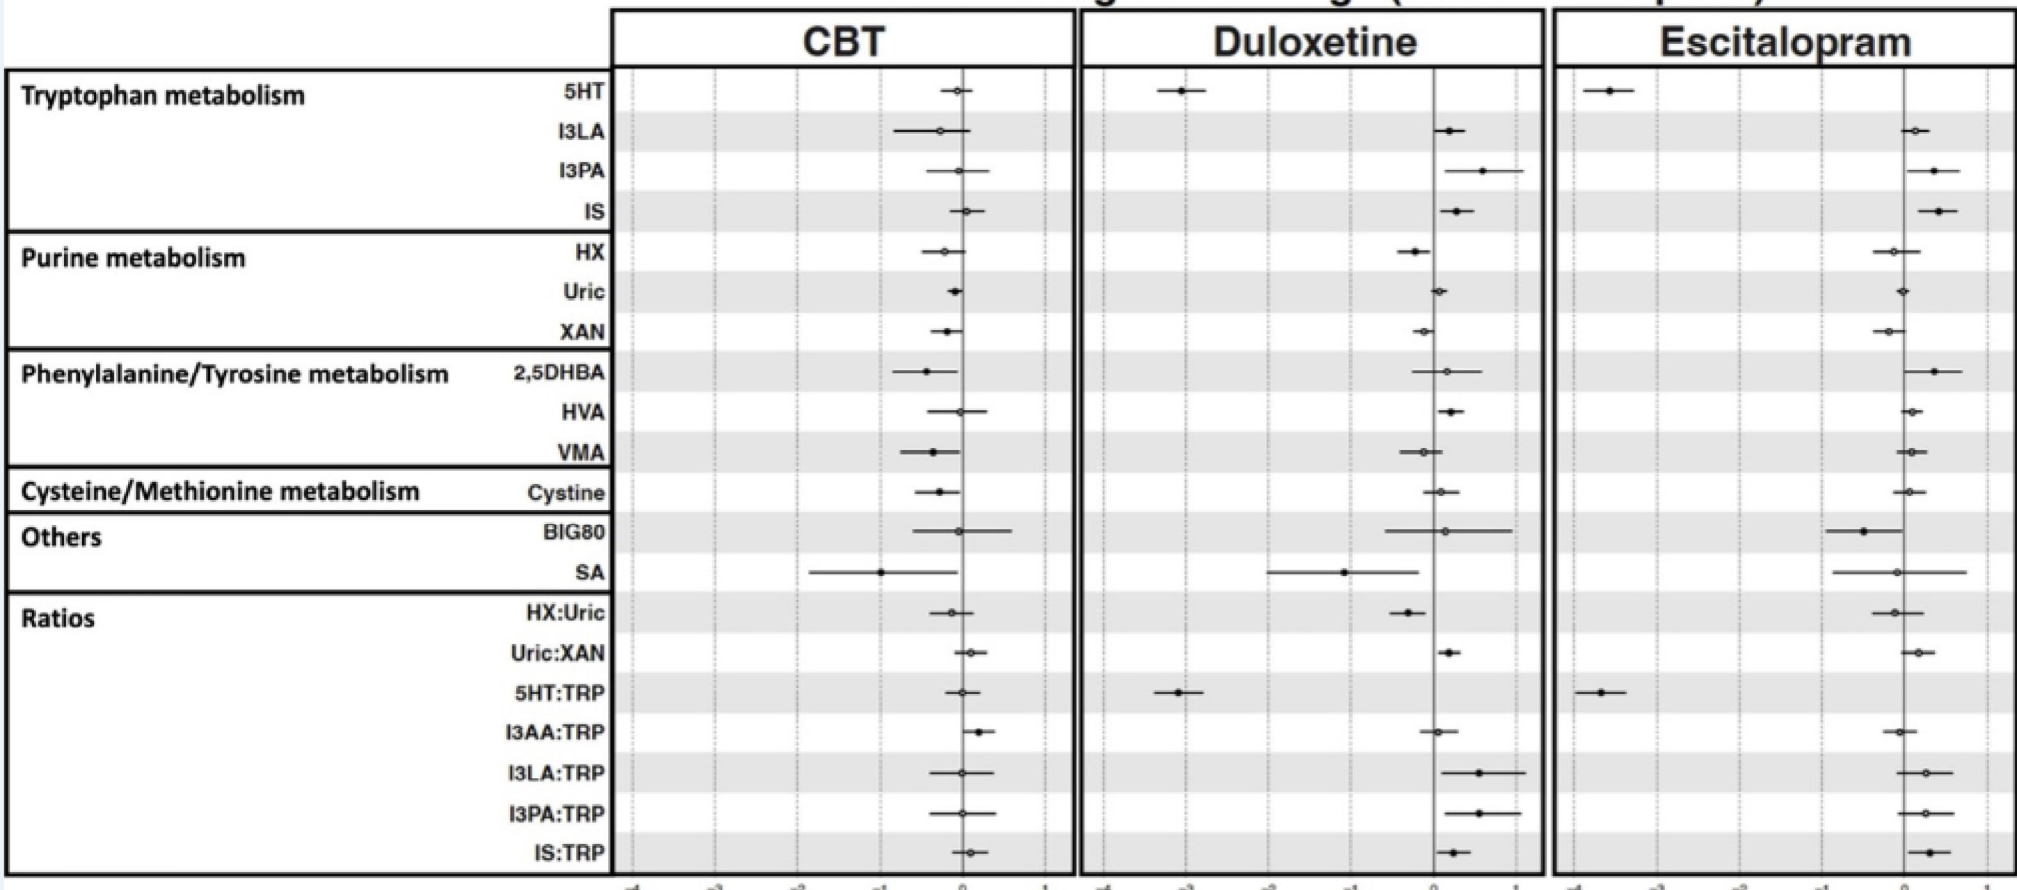 CBT Duloxetine Escitalopram
Tryptophan metabolism 5HT
I3LA
I3PA
IS
Purine metabolism HX
Uric
XAN
Phenylalanine/Tyrosine metabolism 2,5DHBA
HVA
VMA
Cysteine/Methionine metabolism Cystine
Others BIG80
SA
Ratios HX:Uric
Uric:XAN
5HT:TRP
I3AA:TRP
I3LA:TRP
I3PA:TRP
IS:TRP